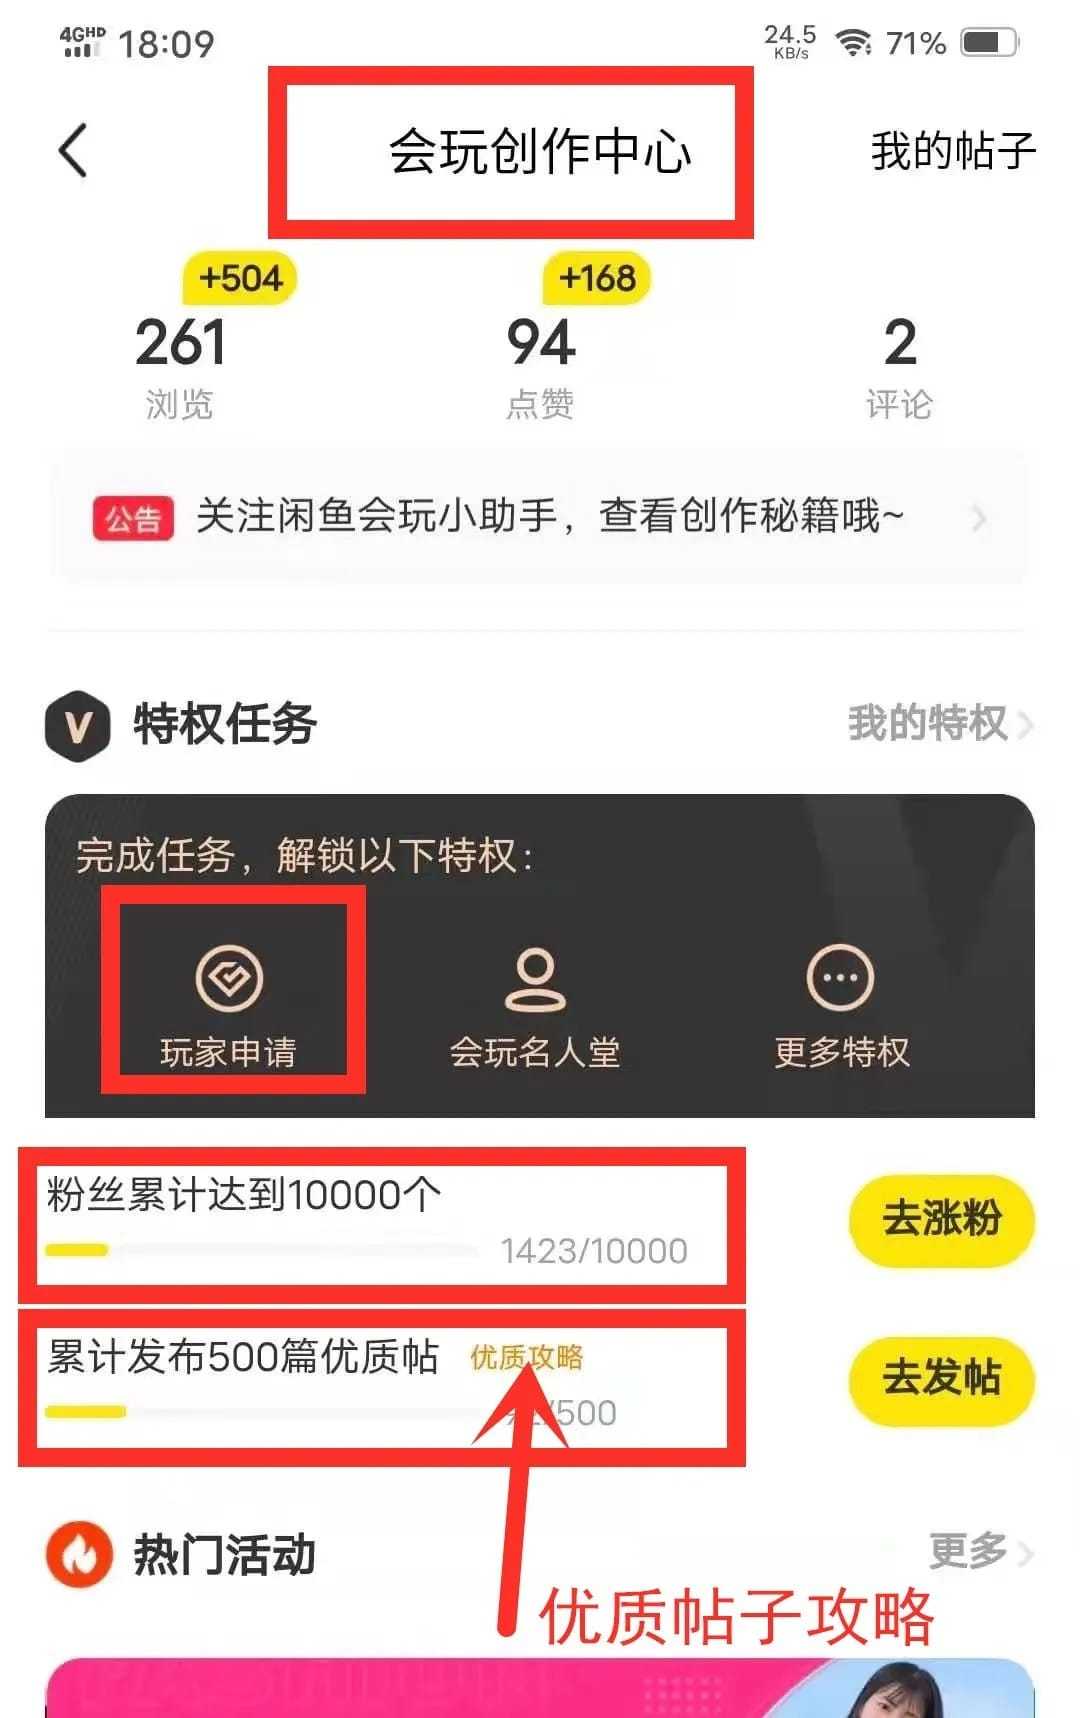 4GHD 18:09 24.5 KB/s 71%
会玩创作中心 我的帖子
+504 +168
261 94 2
浏览 点赞 评论
公告 关注闲鱼会玩小助手，查看创作秘籍哦~
V 特权任务 我的特权
完成任务，解锁以下特权：
玩家申请 会玩名人堂 更多特权
粉丝累计达到10000个 去涨粉
1423/10000
累计发布500篇优质帖 优质攻略 去发帖
/500
热门活动 更多
优质帖子攻略